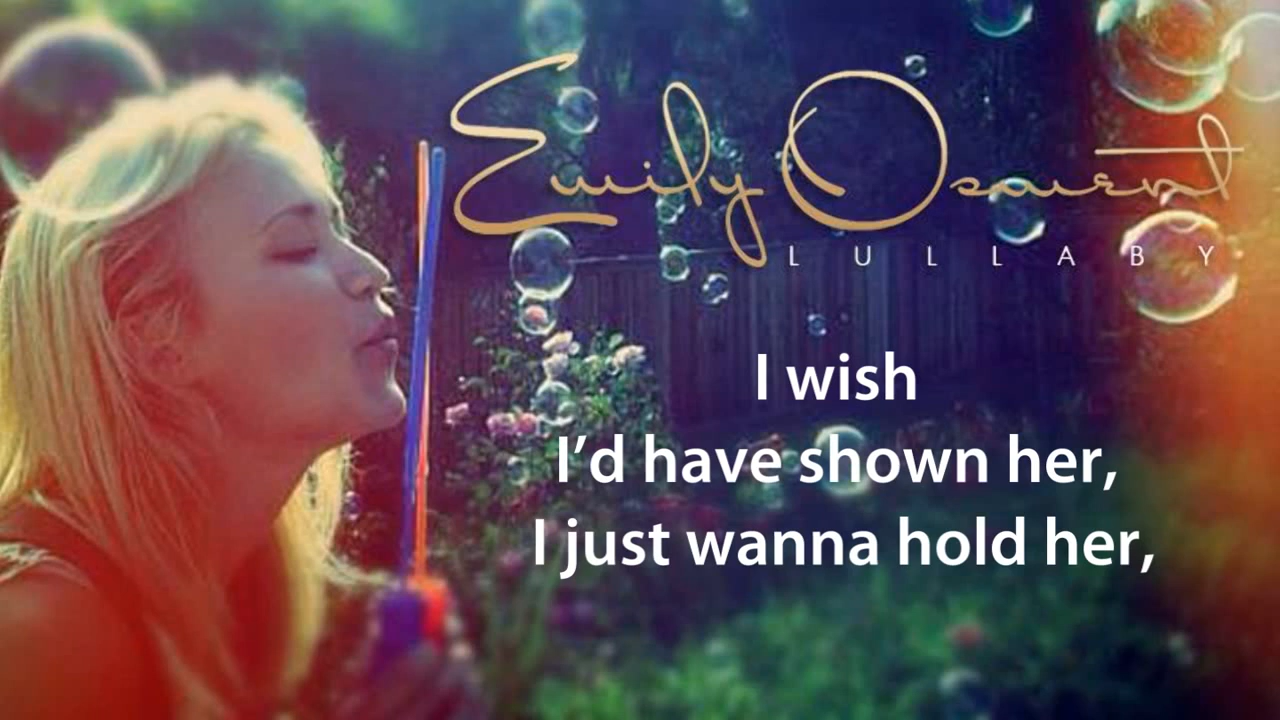 Emily Osment
LULLABY
I wish
I’d have shown her,
I just wanna hold her,